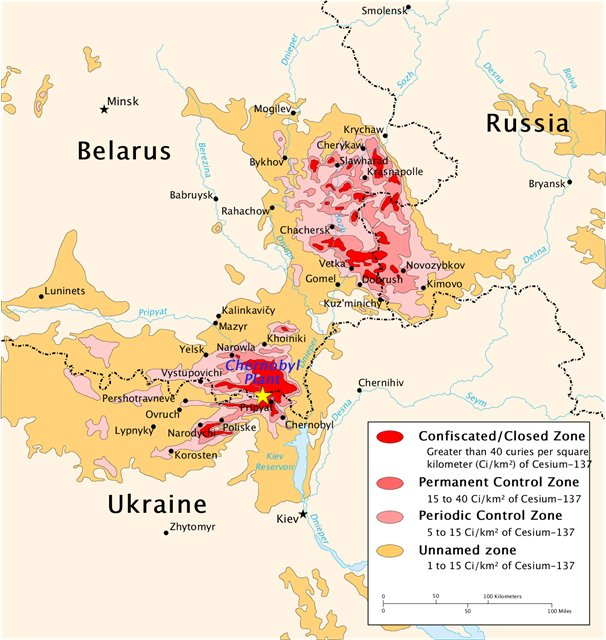 Smolensk
Dnieper
Sozh
Desna
Bolva
Minsk
Mogilev
Krychaw
Russia
Belarus
Cherykaw
Slawharad
Bykhov
Krasnapolle
Berezina
Bryansk
Babruysk
Rahachow
Sozh
Chachersk
Dniepr
Desna
Vetka
Novozybkov
Gomel
Dobrush
Kimovo
Luninets
Kuz'minichy
Pripyat
Kalinkavičy
Mazyr
Khoiniki
Yelsk
Narowla
Dnieper
Chernobyl
Plant
Vystupovichi
Chernihiv
Pershotravneve
Pripyat
Desna
Seym
Ovruch
Chernobyl
Lypnyky
Narodychi
Poliske
Korosten
Kiev
Reservoir
Ukraine
Kiev
Zhytomyr
Dnieper
Confiscated/Closed Zone
Greater than 40 curies per square
kilometer (Ci/km²) of Cesium-137
Permanent Control Zone
15 to 40 Ci/km² of Cesium-137
Periodic Control Zone
5 to 15 Ci/km² of Cesium-137
Unnamed zone
1 to 15 Ci/km² of Cesium-137
0 50 100 Kilometers
0 50 100 Miles